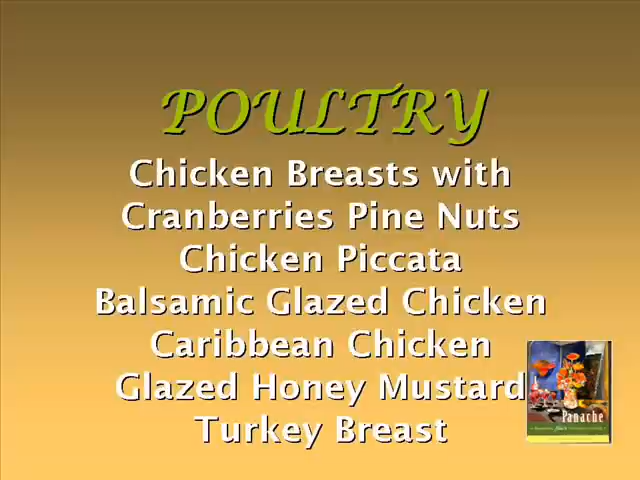 POULTRY
Chicken Breasts with
Cranberries Pine Nuts
Chicken Piccata
Balsamic Glazed Chicken
Caribbean Chicken
Glazed Honey Mustard
Turkey Breast
Panache